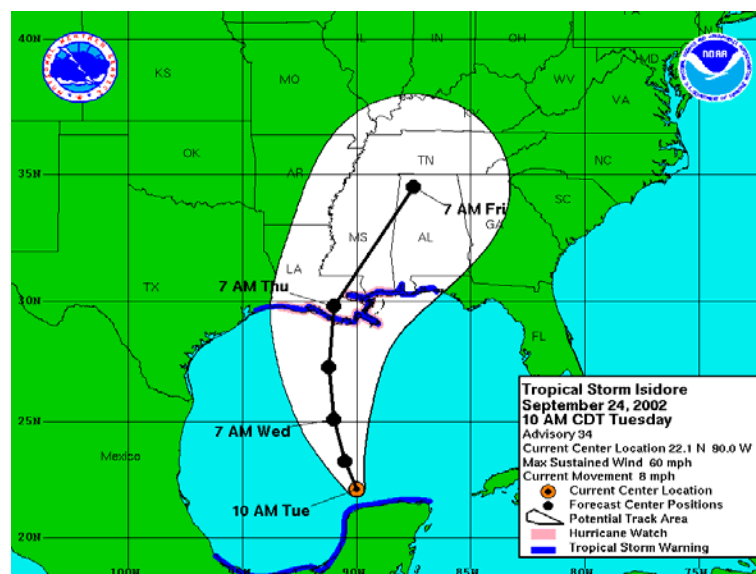 40N
35N
30N
25N
20N
100W
95W
90W
85W
80W
75W
KS
MO
IL
IN
OH
WV
MD
VA
KY
OK
AR
TN
NC
SC
MS
AL
GA
LA
TX
FL
Mexico
NOAA
7 AM Fri
7 AM Thu
7 AM Wed
10 AM Tue
Tropical Storm Isidore
September 24, 2002
10 AM CDT Tuesday
Advisory 34
Current Center Location 22.1 N 90.0 W
Max Sustained Wind 60 mph
Current Movement 8 mph
Current Center Location
Forecast Center Positions
Potential Track Area
Hurricane Watch
Tropical Storm Warning